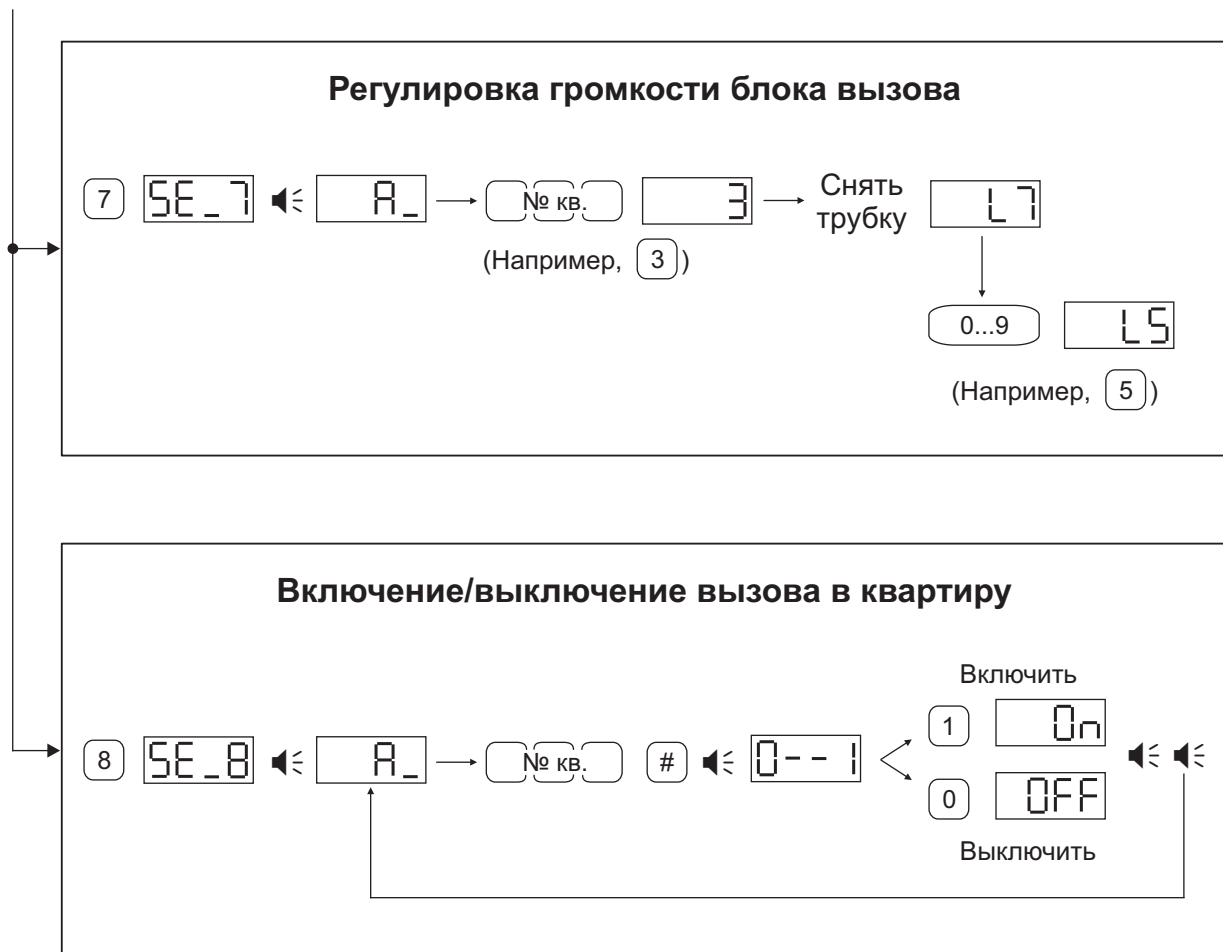 Регулировка громкости блока вызова
7 SE_7 A_ № кв. 3 Снять трубку L7
(Например, 3)
0...9 L5
(Например, 5)
Включение/выключение вызова в квартиру
Включить
8 SE_8 A_ № кв. # 0--1 1 On
0 OFF
Выключить